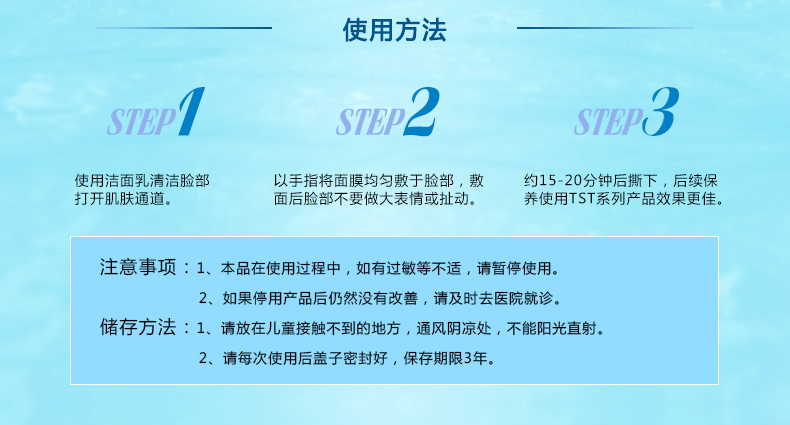 使用方法
STEP1
STEP2
STEP3
使用洁面乳清洁脸部
打开肌肤通道。
以手指将面膜均匀敷于脸部，敷
面后脸部不要做大表情或扯动。
约15-20分钟后撕下，后续保
养使用TST系列产品效果更佳。
注意事项：1、本品在使用过程中，如有过敏等不适，请暂停使用。
2、如果停用产品后仍然没有改善，请及时去医院就诊。
储存方法：1、请放在儿童接触不到的地方，通风阴凉处，不能阳光直射。
2、请每次使用后盖子密封好，保存期限3年。